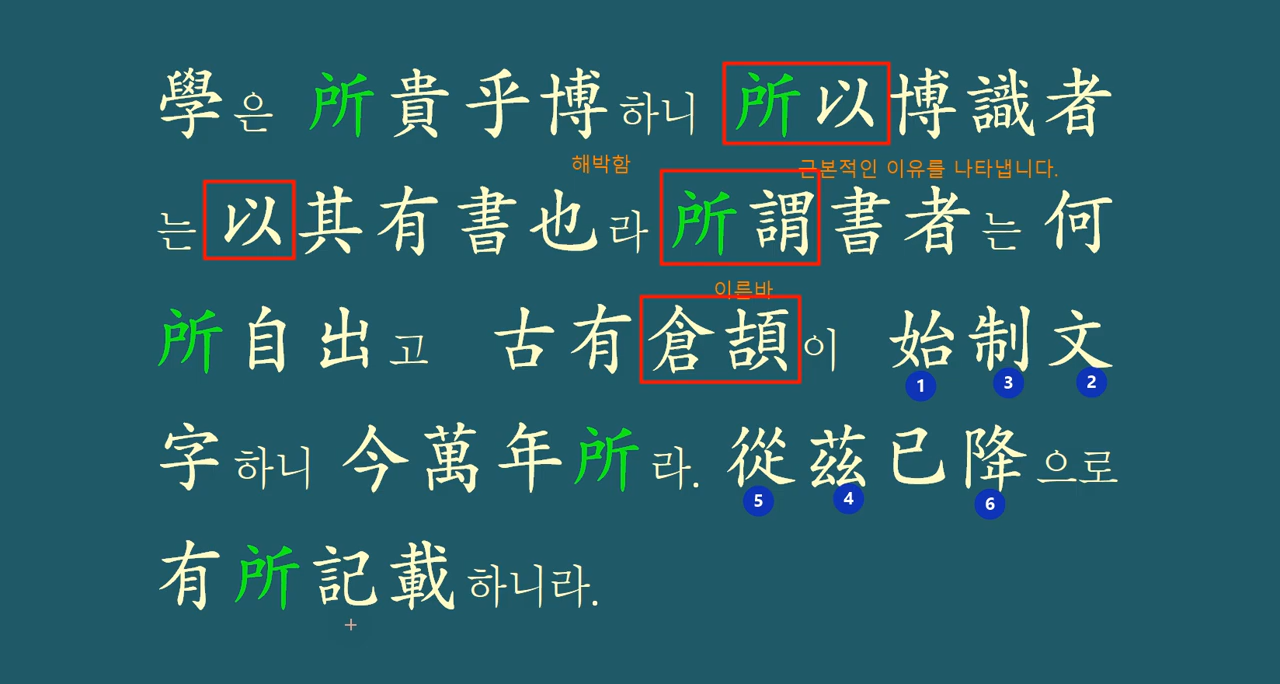 學은 所貴乎博하니 所以博識者
해박함 근본적인 이유를 나타냅니다.
는 以其有書也라 所謂書者는 何
이른바
所自出고 古有倉頡이 始制文
1 3 2
字하니 今萬年所라. 從茲已降으로
5 4 6
有所記載하니라.